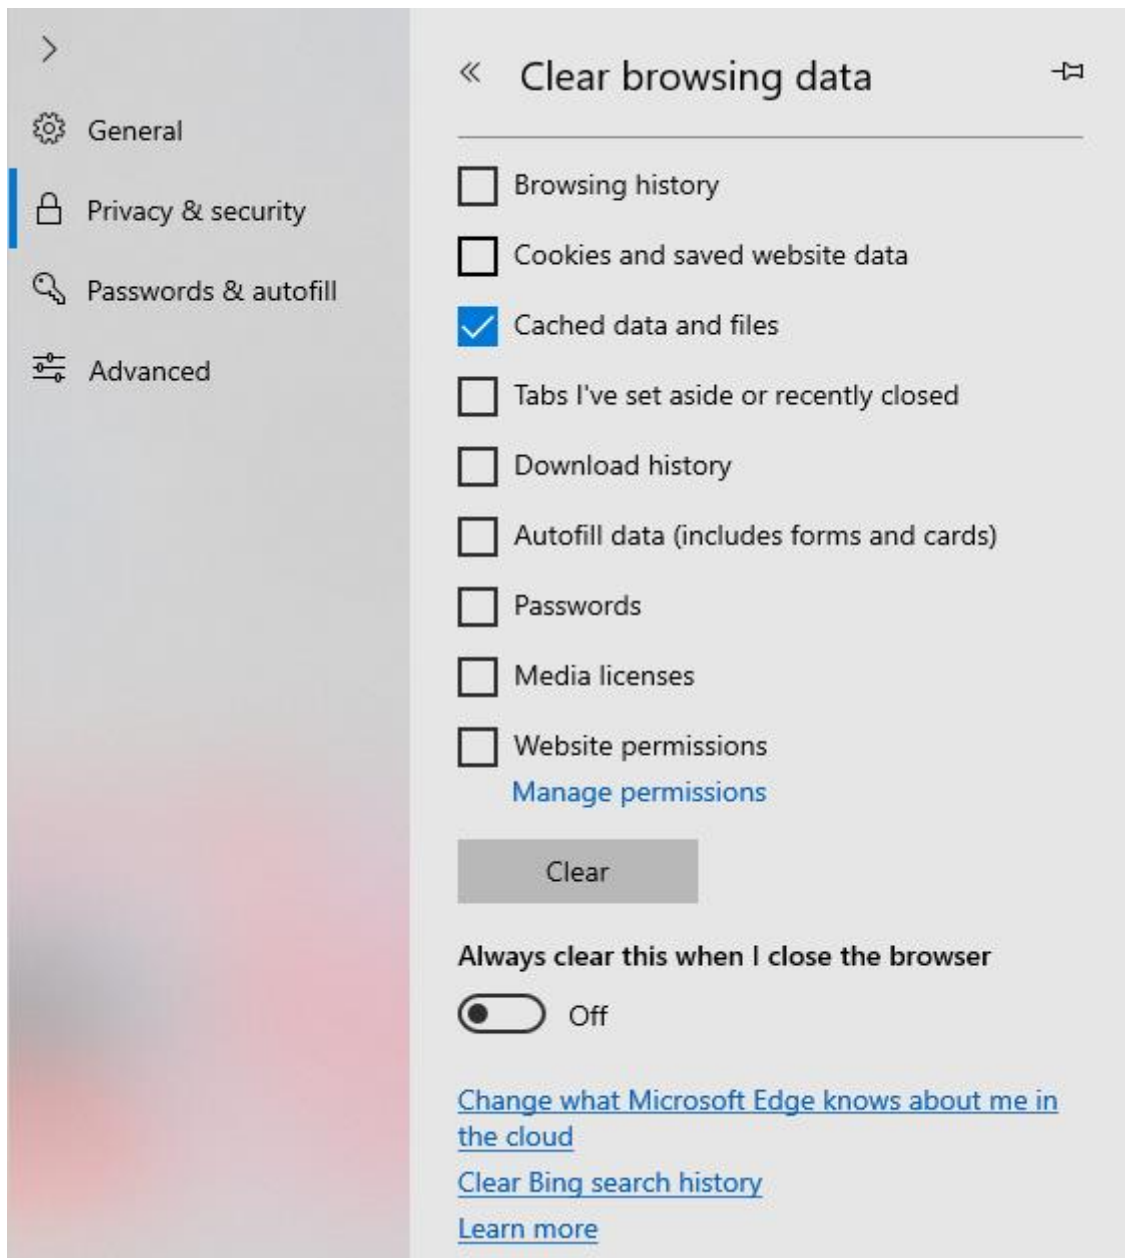 General
Privacy & security
Passwords & autofill
Advanced
Clear browsing data
Browsing history
Cookies and saved website data
Cached data and files
Tabs I've set aside or recently closed
Download history
Autofill data (includes forms and cards)
Passwords
Media licenses
Website permissions
Manage permissions
Clear
Always clear this when I close the browser
Off
Change what Microsoft Edge knows about me in
the cloud
Clear Bing search history
Learn more